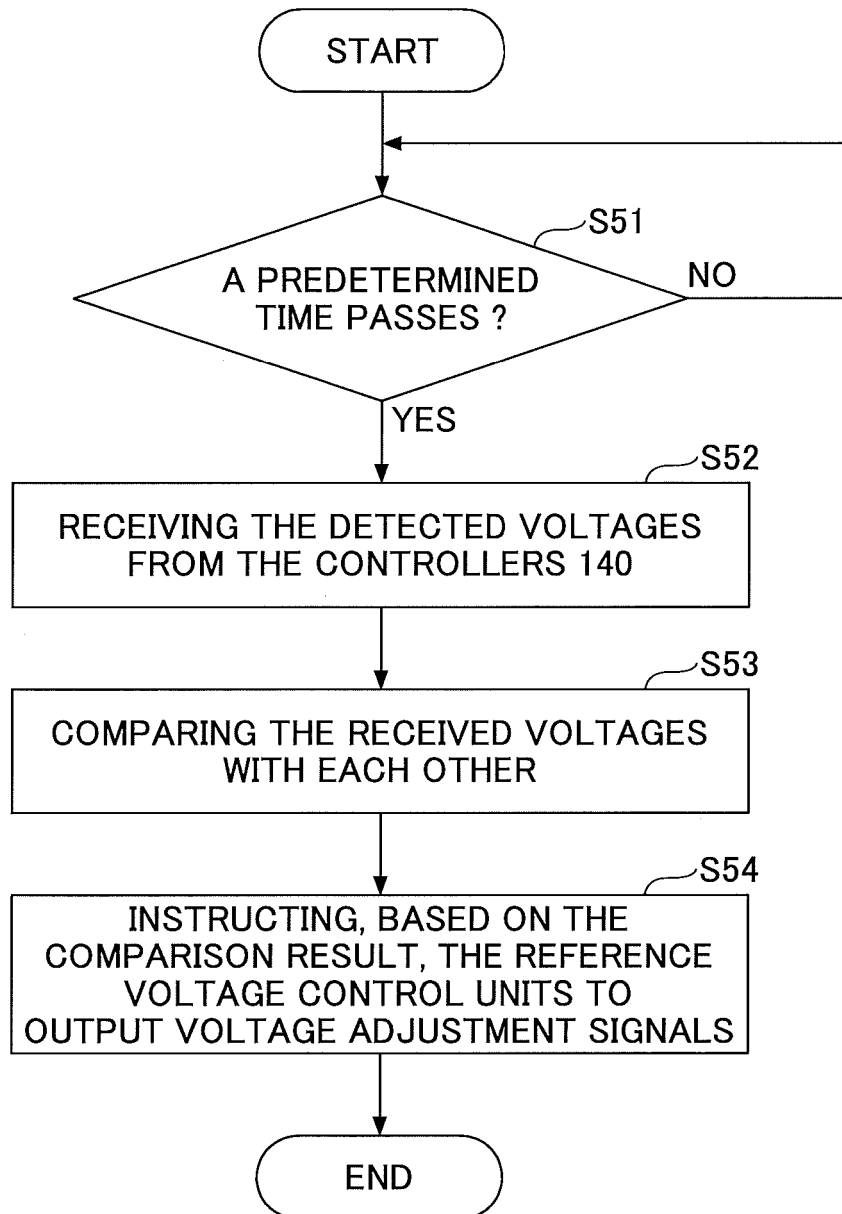 START
S51
A PREDETERMINED
TIME PASSES ?
NO
YES
S52
RECEIVING THE DETECTED VOLTAGES
FROM THE CONTROLLERS 140
S53
COMPARING THE RECEIVED VOLTAGES
WITH EACH OTHER
S54
INSTRUCTING, BASED ON THE
COMPARISON RESULT, THE REFERENCE
VOLTAGE CONTROL UNITS TO
OUTPUT VOLTAGE ADJUSTMENT SIGNALS
END